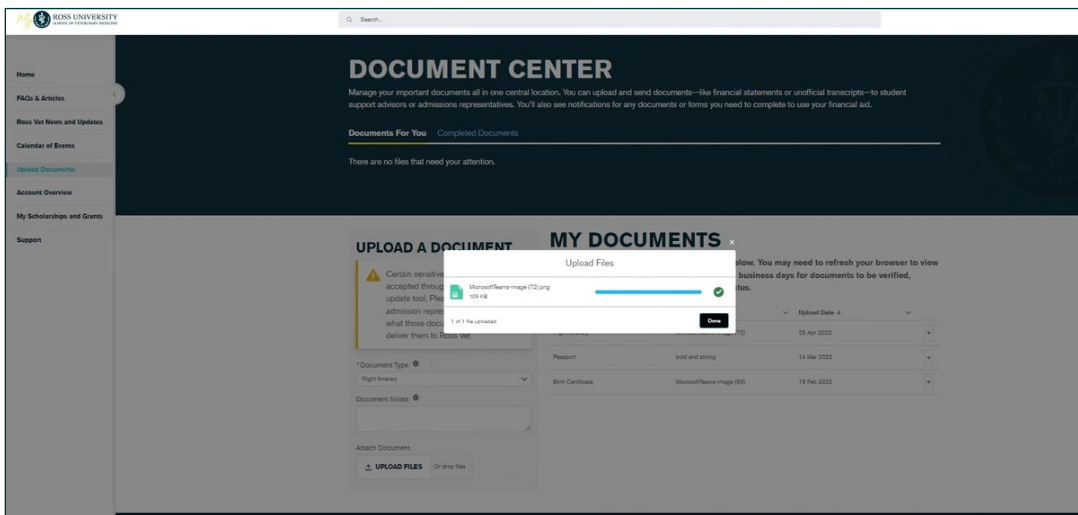 My
ROSS UNIVERSITY
SCHOOL OF VETERINARY MEDICINE
Search...
Home
FAQs & Articles
Ross Vet News and Updates
Calendar of Events
Upload Documents
Account Overview
My Scholarships and Grants
Support
DOCUMENT CENTER
Manage your important documents all in one central location. You can upload and send documents—like financial statements or unofficial transcripts—to student
support advisors or admissions representatives. You'll also see notifications for any documents or forms you need to complete to use your financial aid.
Documents For You Completed Documents
There are no files that need your attention.
UPLOAD A DOCUMENT
Certain sensitive
accepted throug
update tool. Plea
admission repres
what those docu
deliver them to Ross Vet
*Document Type
Flight Itinerary
Document Notes
Attach Document
UPLOAD FILES Or drop files
MY DOCUMENTS
elow. You may need to refresh your browser to view
business days for documents to be verified,
tus.
Upload Date
25 Apr 2022
Passport bold and strong 14 Mar 2022
Birth Certificate MicrosoftTeams-image (60) 15 Feb 2022
Upload Files
MicrosoftTeams-image (72).png
109 KB
1 of 1 file uploaded
Done